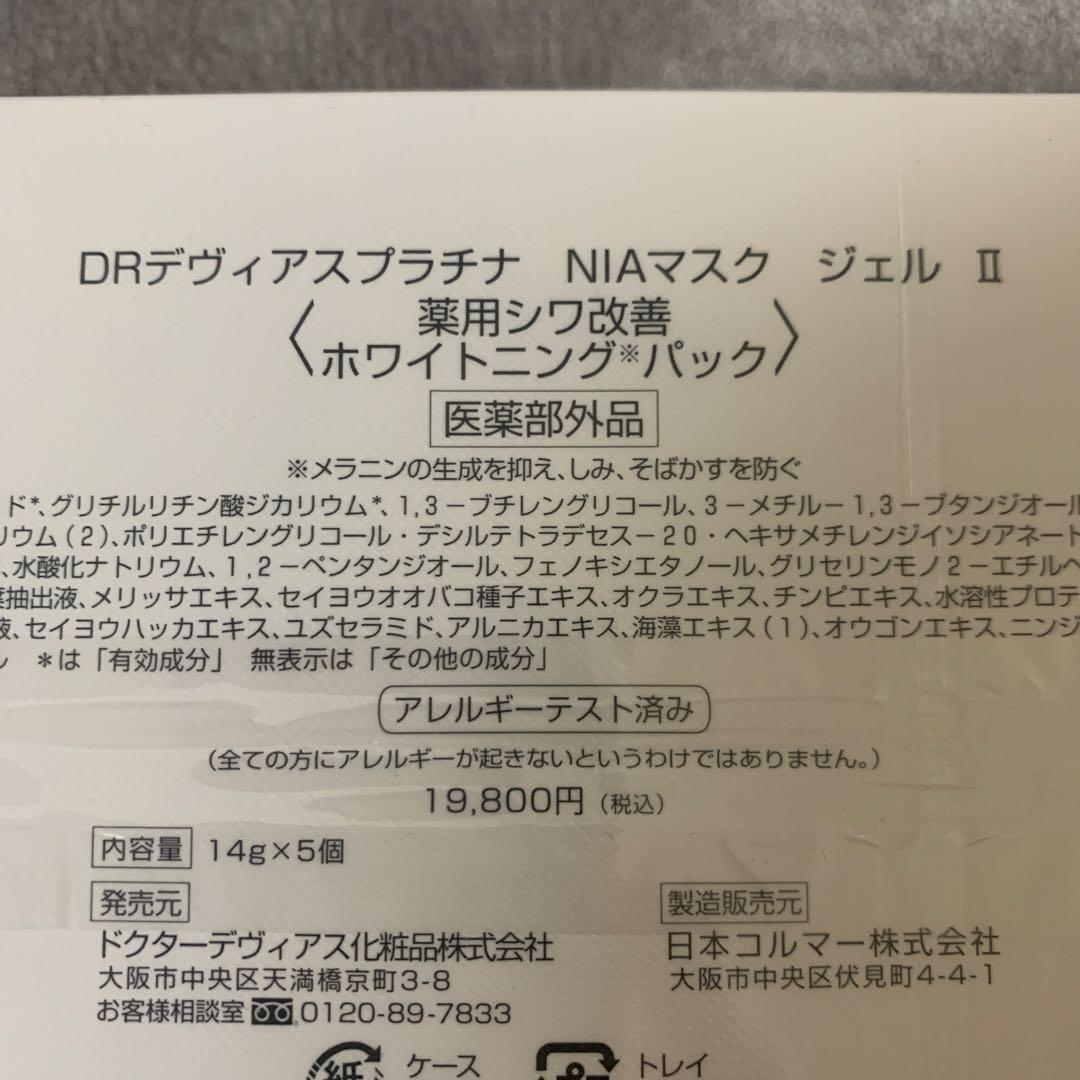 DRデヴィアスプラチナ　NIAマスク　ジェル　Ⅱ
〈薬用シワ改善
ホワイトニング※パック〉
医薬部外品
※メラニンの生成を抑え、しみ、そばかすを防ぐ
ド*、グリチルリチン酸ジカリウム*、1,3－ブチレングリコール、3－メチル－1,3－ブタンジオール
リウム（2）、ポリエチレングリコール・デシルテトラデセス－20・ヘキサメチレンジイソシアネート
、水酸化ナトリウム、1,2－ペンタンジオール、フェノキシエタノール、グリセリンモノ2－エチルヘ
葉抽出液、メリッサエキス、セイヨウオオバコ種子エキス、オクラエキス、チンピエキス、水溶性プロテ
液、セイヨウハッカエキス、ユズセラミド、アルニカエキス、海藻エキス（1）、オウゴンエキス、ニンジ
ル　＊は「有効成分」　無表示は「その他の成分」
アレルギーテスト済み
（全ての方にアレルギーが起きないというわけではありません。）
19,800円（税込）
内容量　14g×5個
発売元
ドクターデヴィアス化粧品株式会社
大阪市中央区天満橋京町3-8
お客様相談室 0120-89-7833
製造販売元
日本コルマー株式会社
大阪市中央区伏見町4-4-1
紙 ケース
プラ トレイ